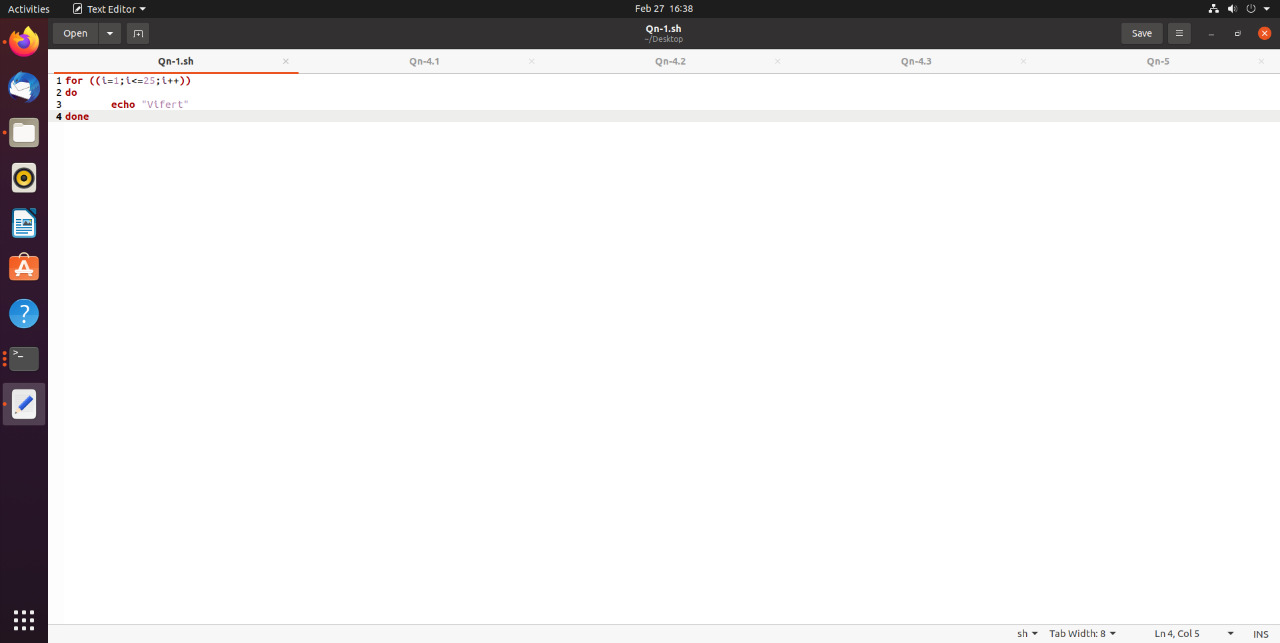 Activities Text Editor Feb 27 16:38
Open Qn-1.sh Save
~/Desktop
Qn-1.sh Qn-4.1 Qn-4.2 Qn-4.3 Qn-5
1 for ((i=1;i<=25;i++))
2 do
3 echo "Vifert"
4 done
sh Tab Width: 8 Ln 4, Col 5 INS